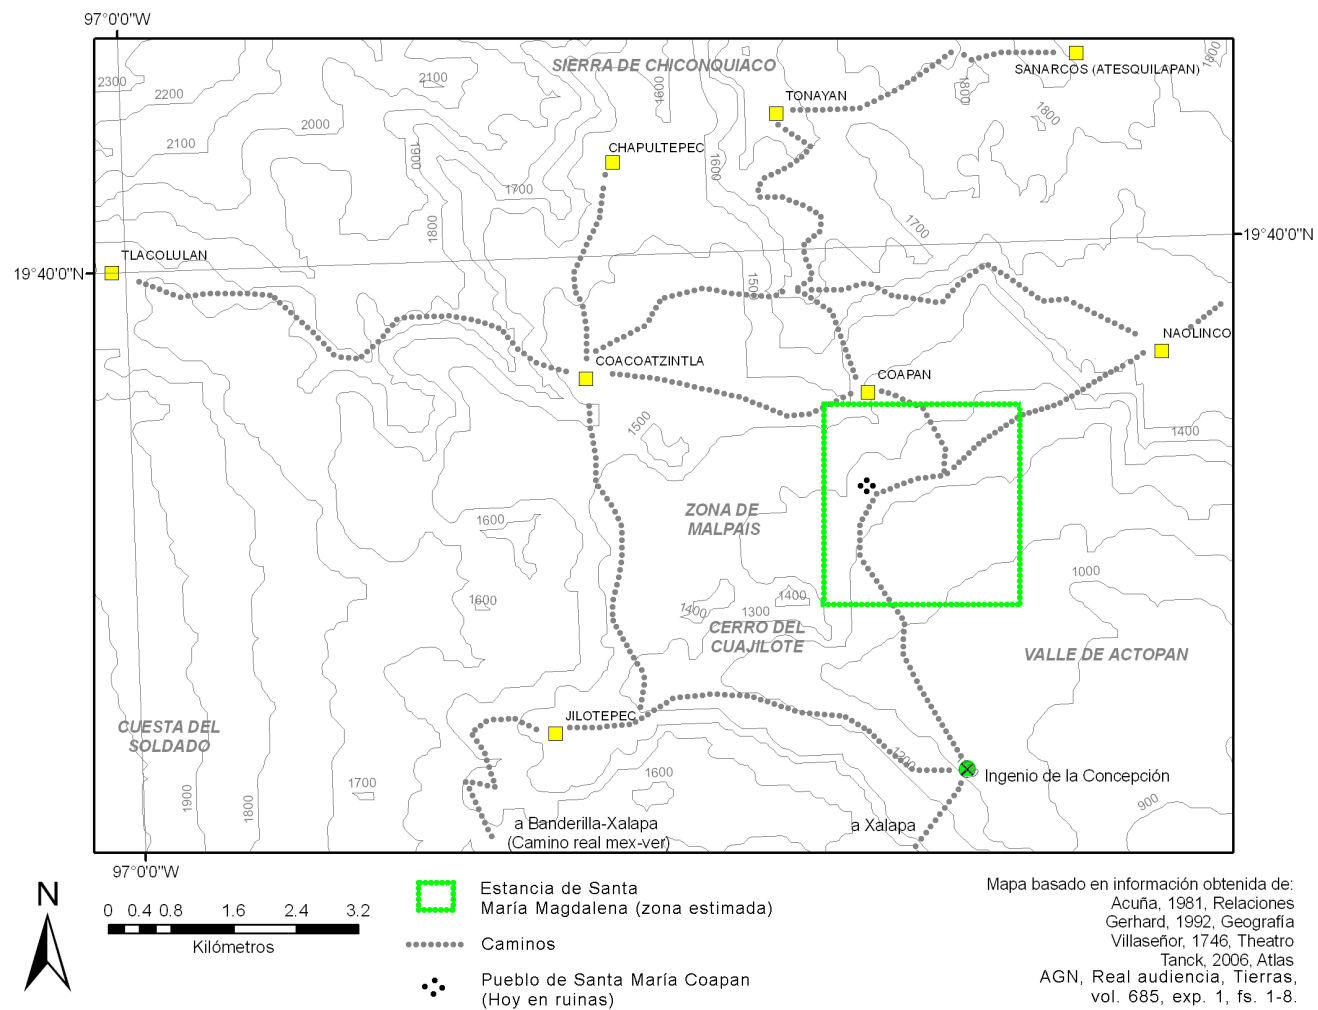 97°0'0"W
SIERRA DE CHICONQUIACO
SANARCOS (ATESQUILAPAN)
1800
2300
2200
2100
1600
1800
TONAYAN
1800
2000
2100
1900
CHAPULTEPEC
1600
1700
1800
1700
19°40'0"N
TLACOLULAN
19°40'0"N
1500
NAOLINCO
COACOATZINTLA
COAPAN
1500
1400
ZONA DE
MALPAIS
1600
1000
1600
1400
1300
1400
CERRO DEL
CUAJILOTE
VALLE DE ACTOPAN
CUESTA DEL
SOLDADO
JILOTEPEC
1200
1900
1800
1700
1600
Ingenio de la Concepción
900
a Banderilla-Xalapa
(Camino real mex-ver)
a Xalapa
97°0'0"W
N
0 0.4 0.8 1.6 2.4 3.2
Kilómetros
Estancia de Santa
María Magdalena (zona estimada)
Caminos
Pueblo de Santa María Coapan
(Hoy en ruinas)
Mapa basado en información obtenida de:
Acuña, 1981, Relaciones
Gerhard, 1992, Geografía
Villaseñor, 1746, Theatro
Tanck, 2006, Atlas
AGN, Real audiencia, Tierras,
vol. 685, exp. 1, fs. 1-8.